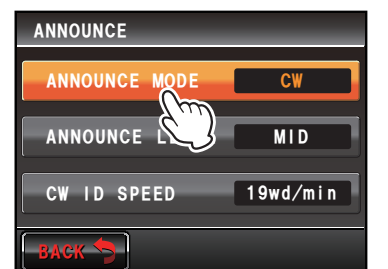 ANNOUNCE
ANNOUNCE MODE CW
ANNOUNCE MID
CW ID SPEED 19wd/min
BACK